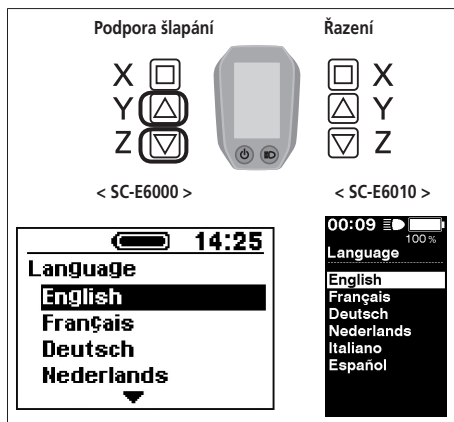 Podpora šlapání
Řazení
X
Y
Z
X
Y
Z
< SC-E6000 >
< SC-E6010 >
14:25
Language
English
Français
Deutsch
Nederlands
00:09
100 %
Language
English
Français
Deutsch
Nederlands
Italiano
Español